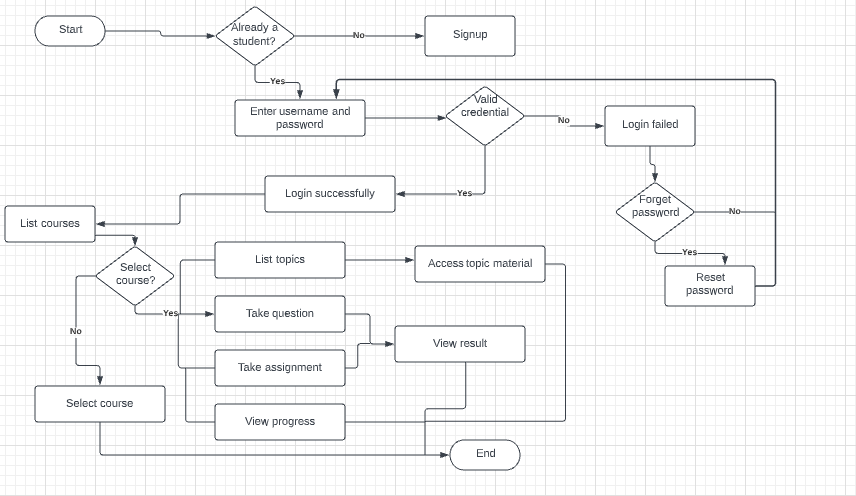 Start
Already a
student?
No
Signup
Yes
Enter username and
password
Valid
credential
No
Login failed
Login successfully
Yes
Forget
password
No
Yes
Reset
password
List courses
Select
course?
Yes
No
List topics
Access topic material
Take question
View result
Take assignment
Select course
View progress
End